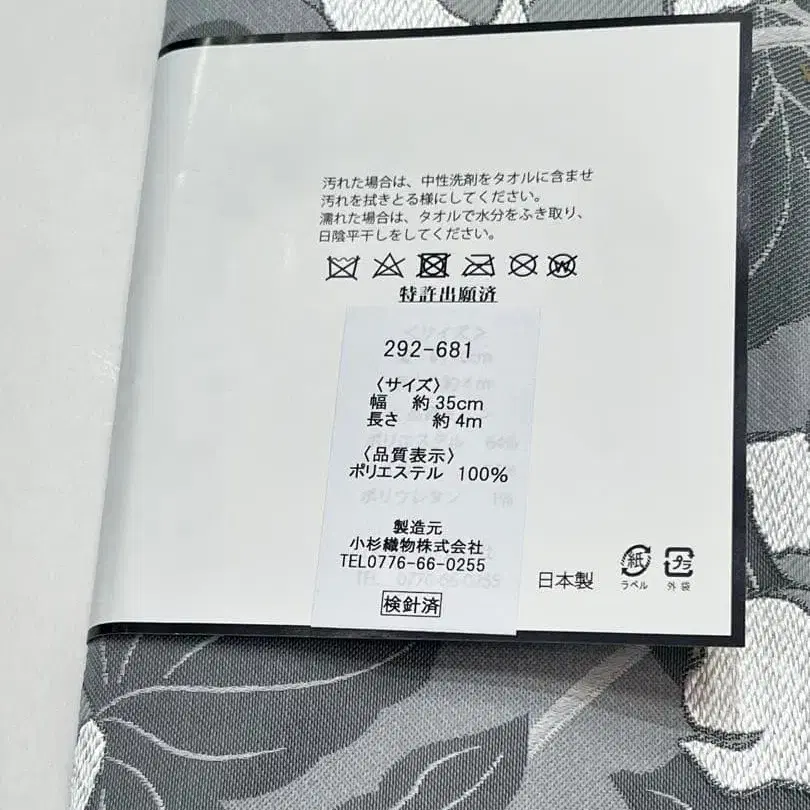 汚れた場合は、中性洗剤をタオルに含ませ
汚れを拭きとる様にしてください。
濡れた場合は、タオルで水分をふき取り、
日陰平干しをしてください。
特許出願済
292-681
〈サイズ〉
幅 約35cm
長さ 約4m
〈品質表示〉
ポリエステル 100%
製造元
小杉織物株式会社
TEL0776-66-0255
検針済
日本製
紙
ラベル
プラ
外袋